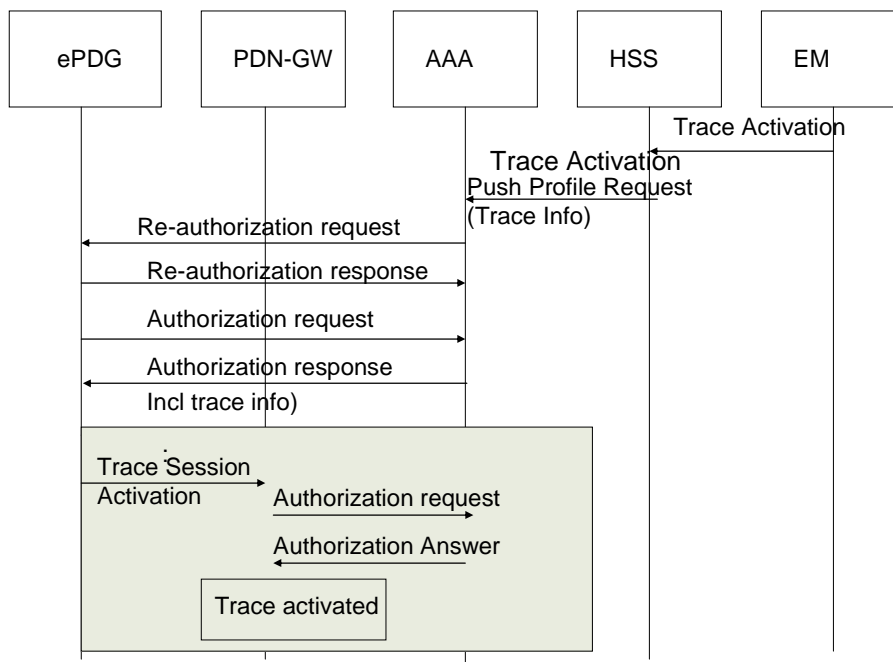 ePDG
PDN-GW
AAA
HSS
EM
Trace Activation
Trace Activation
Push Profile Request
(Trace Info)
Re-authorization request
Re-authorization response
Authorization request
Authorization response
Incl trace info)
:
Trace Session
Activation
Authorization request
Authorization Answer
Trace activated